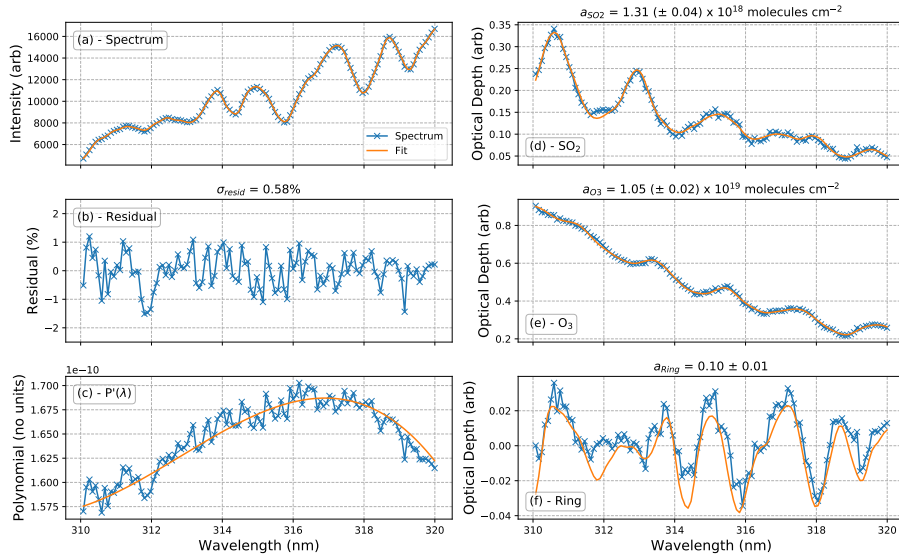 (a) - Spectrum
Intensity (arb)
16000
14000
12000
10000
8000
6000
Spectrum
Fit
σresid = 0.58%
(b) - Residual
Residual (%)
2
1
0
−1
−2
1e−10
(c) - P'(λ)
Polynomial (no units)
1.700
1.675
1.650
1.625
1.600
1.575
310
312
314
316
318
320
Wavelength (nm)
aSO2 = 1.31 (± 0.04) x 10^18 molecules cm^−2
Optical Depth (arb)
0.35
0.30
0.25
0.20
0.15
0.10
0.05
(d) - SO₂
aO3 = 1.05 (± 0.02) x 10^19 molecules cm^−2
Optical Depth (arb)
0.8
0.6
0.4
0.2
(e) - O₃
aRing = 0.10 ± 0.01
Optical Depth (arb)
0.02
0.00
−0.02
−0.04
(f) - Ring
310
312
314
316
318
320
Wavelength (nm)